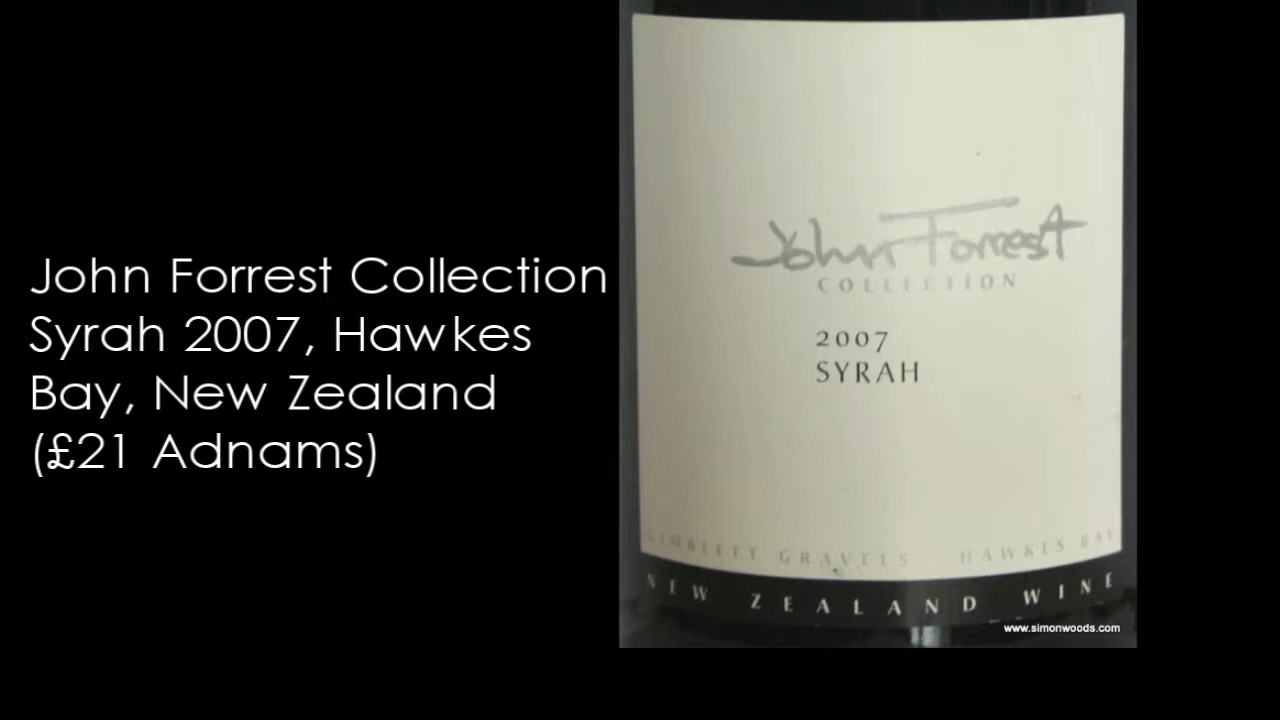 John Forrest Collection
Syrah 2007, Hawkes
Bay, New Zealand
(£21 Adnams)
John Forrest
COLLECTION
2007
SYRAH
GIMBLETT GRAVELS - HAWKES BAY
NEW ZEALAND WINE
www.simonwoods.com